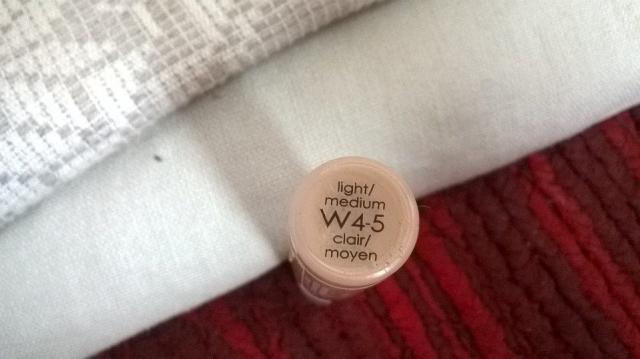 light/
medium
W4-5
clair/
moyen